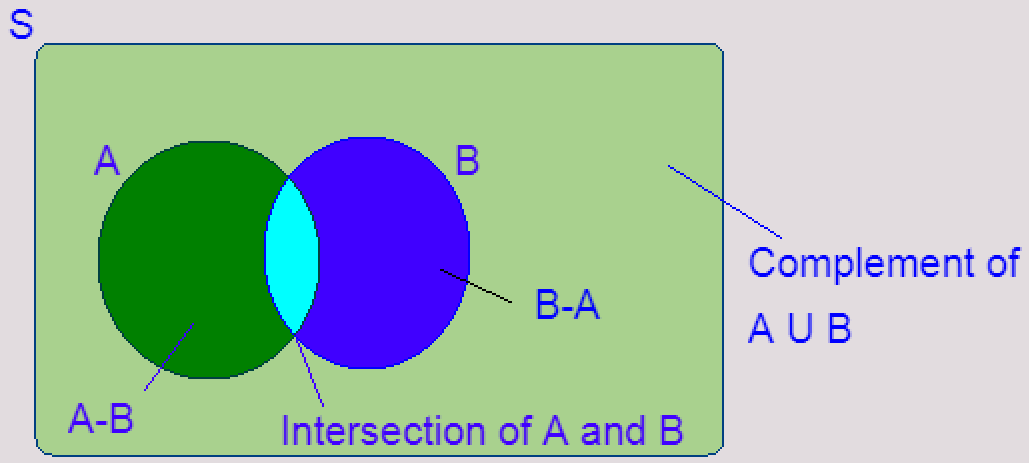 S
A
B
Complement of
A U B
B-A
A-B
Intersection of A and B